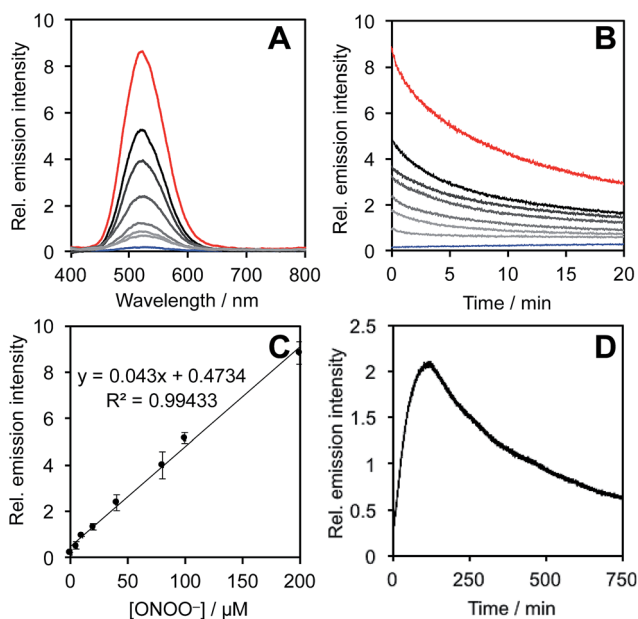 A
Rel. emission intensity
10
8
6
4
2
0
400 500 600 700 800
Wavelength / nm
B
Rel. emission intensity
10
8
6
4
2
0
0 5 10 15 20
Time / min
C
Rel. emission intensity
10
8
6
4
2
0
y = 0.043x + 0.4734
R² = 0.99433
0 50 100 150 200
[ONOO⁻] / µM
D
Rel. emission intensity
2.5
2
1.5
1
0.5
0
0 250 500 750
Time / min